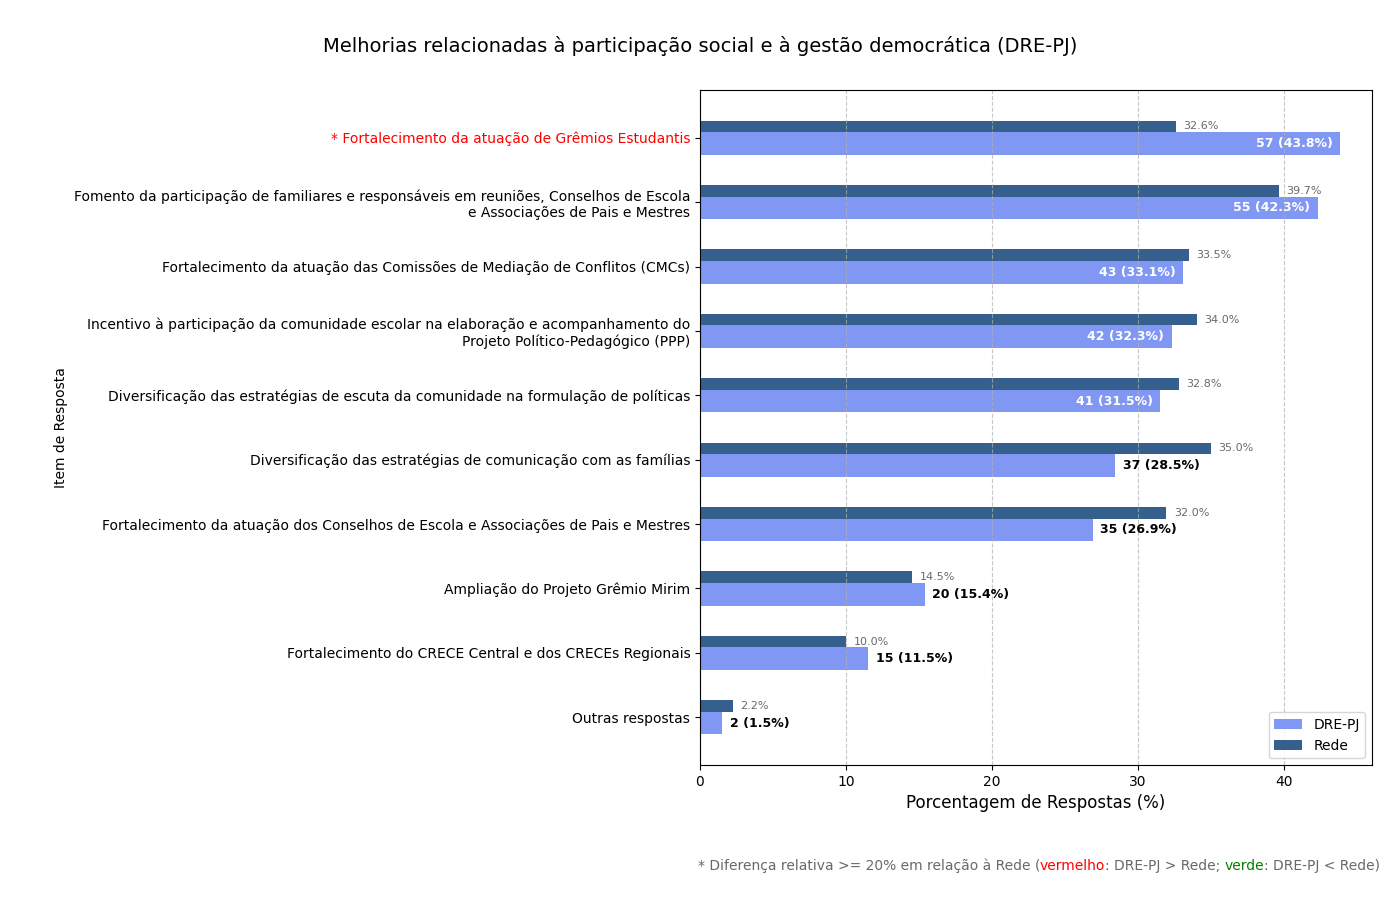 Melhorias relacionadas à participação social e à gestão democrática (DRE-PJ)
* Fortalecimento da atuação de Grêmios Estudantis
32.6%
57 (43.8%)
Fomento da participação de familiares e responsáveis em reuniões, Conselhos de Escola
e Associações de Pais e Mestres
39.7%
55 (42.3%)
Fortalecimento da atuação das Comissões de Mediação de Conflitos (CMCs)
33.5%
43 (33.1%)
Incentivo à participação da comunidade escolar na elaboração e acompanhamento do
Projeto Político-Pedagógico (PPP)
34.0%
42 (32.3%)
Diversificação das estratégias de escuta da comunidade na formulação de políticas
32.8%
41 (31.5%)
Diversificação das estratégias de comunicação com as famílias
35.0%
37 (28.5%)
Fortalecimento da atuação dos Conselhos de Escola e Associações de Pais e Mestres
32.0%
35 (26.9%)
Ampliação do Projeto Grêmio Mirim
14.5%
20 (15.4%)
Fortalecimento do CRECE Central e dos CRECEs Regionais
10.0%
15 (11.5%)
Outras respostas
2.2%
2 (1.5%)
Item de Resposta
DRE-PJ
Rede
0 10 20 30 40
Porcentagem de Respostas (%)
* Diferença relativa >= 20% em relação à Rede (vermelho: DRE-PJ > Rede; verde: DRE-PJ < Rede)